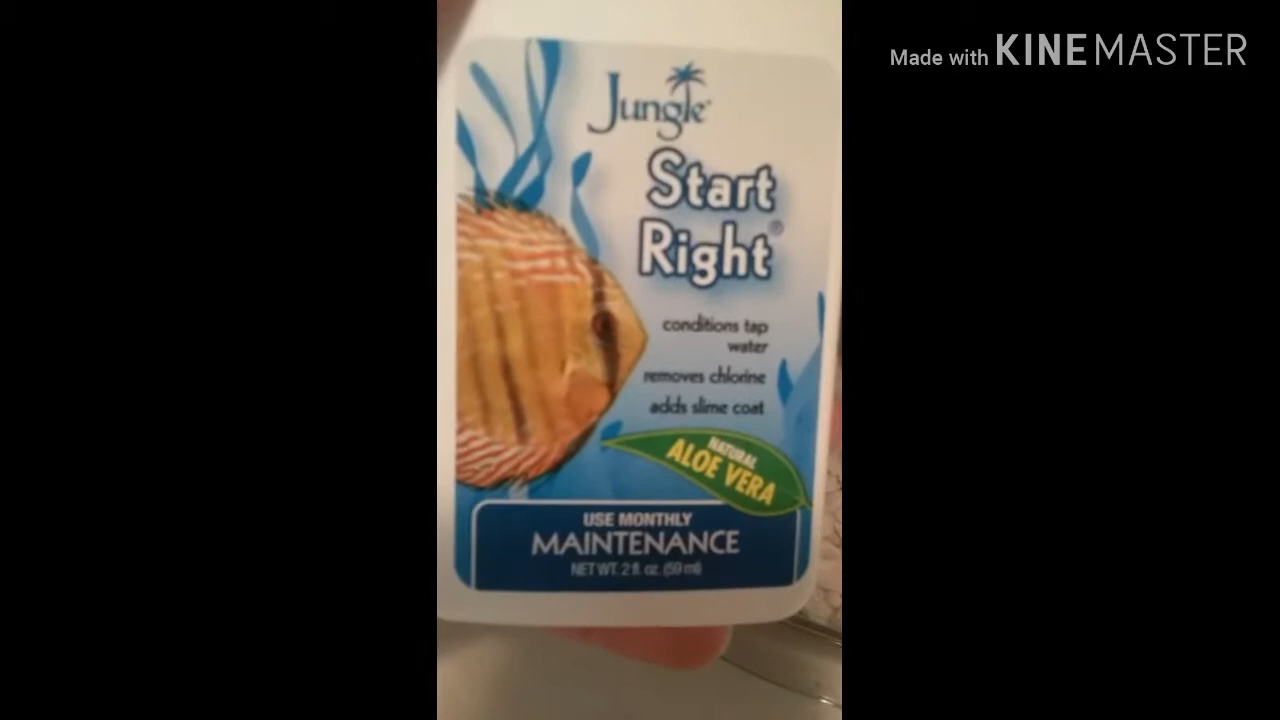 Made with KINEMASTER
Jungle
Start
Right®
conditions tap
water
removes chlorine
adds slime coat
NATURAL
ALOE VERA
USE MONTHLY
MAINTENANCE
NET WT. 2 fl. oz. (59 ml)